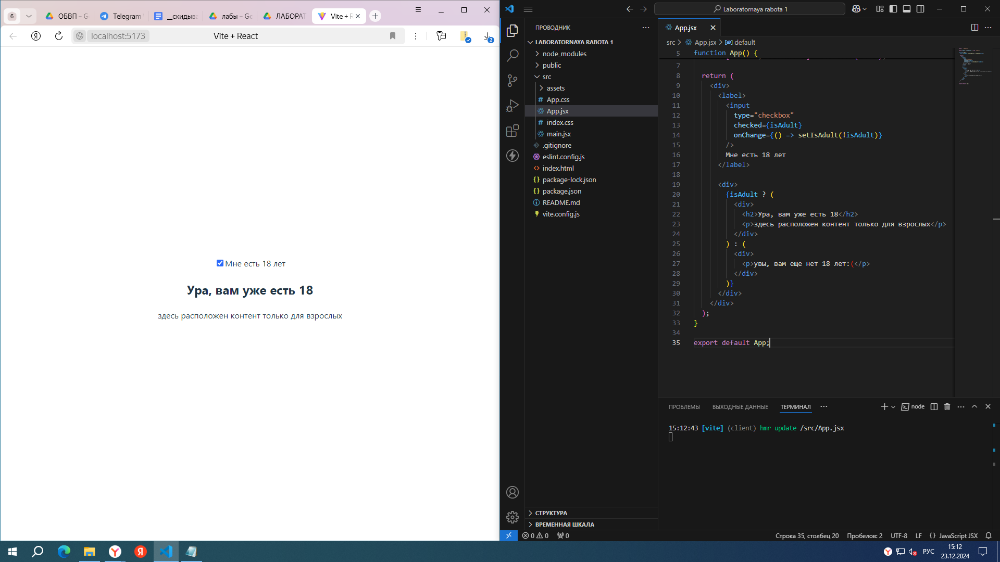 6
ОБВП – G
Telegram
__скидыва
лабы – Go
ЛАБОРАТ
Vite + R
localhost:5173
Vite + React
2
Мне есть 18 лет
Ура, вам уже есть 18
здесь расположен контент только для взрослых
Laboratornaya rabota 1
ПРОВОДНИК
LABORATORNAYA RABOTA 1
node_modules
public
src
assets
App.css
App.jsx
index.css
main.jsx
.gitignore
eslint.config.js
index.html
package-lock.json
package.json
README.md
vite.config.js
СТРУКТУРА
ВРЕМЕННАЯ ШКАЛА
App.jsx
src > App.jsx > default
5 function App() {
7
8 return (
9 <div>
10 <label>
11 <input
12 type="checkbox"
13 checked={isAdult}
14 onChange={() => setIsAdult(!isAdult)}
15 />
16 Мне есть 18 лет
17 </label>
18
19 <div>
20 {isAdult ? (
21 <div>
22 <h2>Ура, вам уже есть 18</h2>
23 <p>здесь расположен контент только для взрослых</p>
24 </div>
25 ) : (
26 <div>
27 <p>увы, вам еще нет 18 лет:(</p>
28 </div>
29 )}
30 </div>
31 </div>
32 );
33 }
34
35 export default App;
ПРОБЛЕМЫ ВЫХОДНЫЕ ДАННЫЕ ТЕРМИНАЛ
node
15:12:43 [vite] (client) hmr update /src/App.jsx
0 0 0
Строка 35, столбец 20 Пробелов: 2 UTF-8 LF {} JavaScript JSX
РУС
15:12
23.12.2024